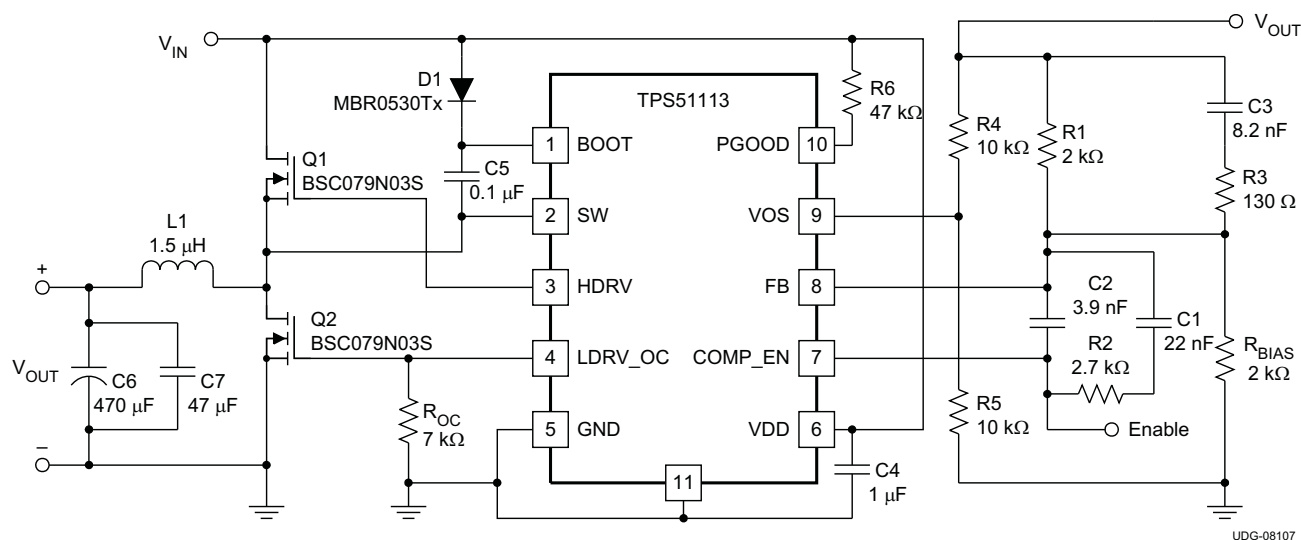 V_IN
V_OUT
D1
MBR0530Tx
TPS51113
R6
47 kΩ
C3
8.2 nF
R4
10 kΩ
R1
2 kΩ
1
BOOT
PGOOD
10
Q1
BSC079N03S
C5
0.1 μF
R3
130 Ω
2
SW
VOS
9
L1
1.5 μH
+
3
HDRV
FB
8
C2
3.9 nF
C1
22 nF
Q2
BSC079N03S
4
LDRV_OC
COMP_EN
7
R2
2.7 kΩ
R_BIAS
2 kΩ
V_OUT
C6
470 μF
C7
47 μF
R_OC
7 kΩ
5
GND
VDD
6
R5
10 kΩ
Enable
–
11
C4
1 μF
UDG-08107